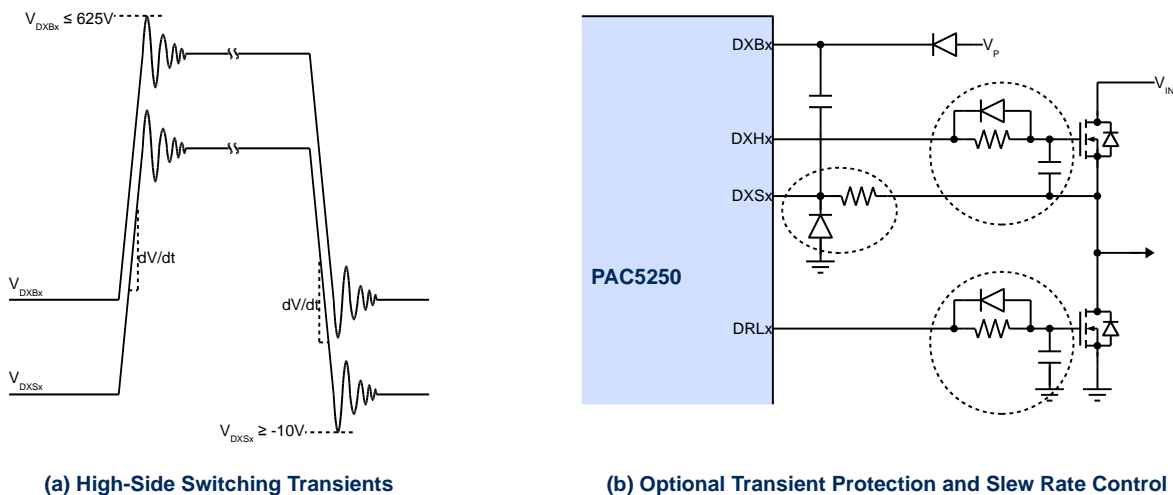 V_DXBx ≤ 625V
dV/dt
V_DXBx
dV/dt
V_DXSx
V_DXSx ≥ -10V
(a) High-Side Switching Transients
DXBx
V_P
V_IN
DXHx
DXSx
PAC5250
DRLx
(b) Optional Transient Protection and Slew Rate Control